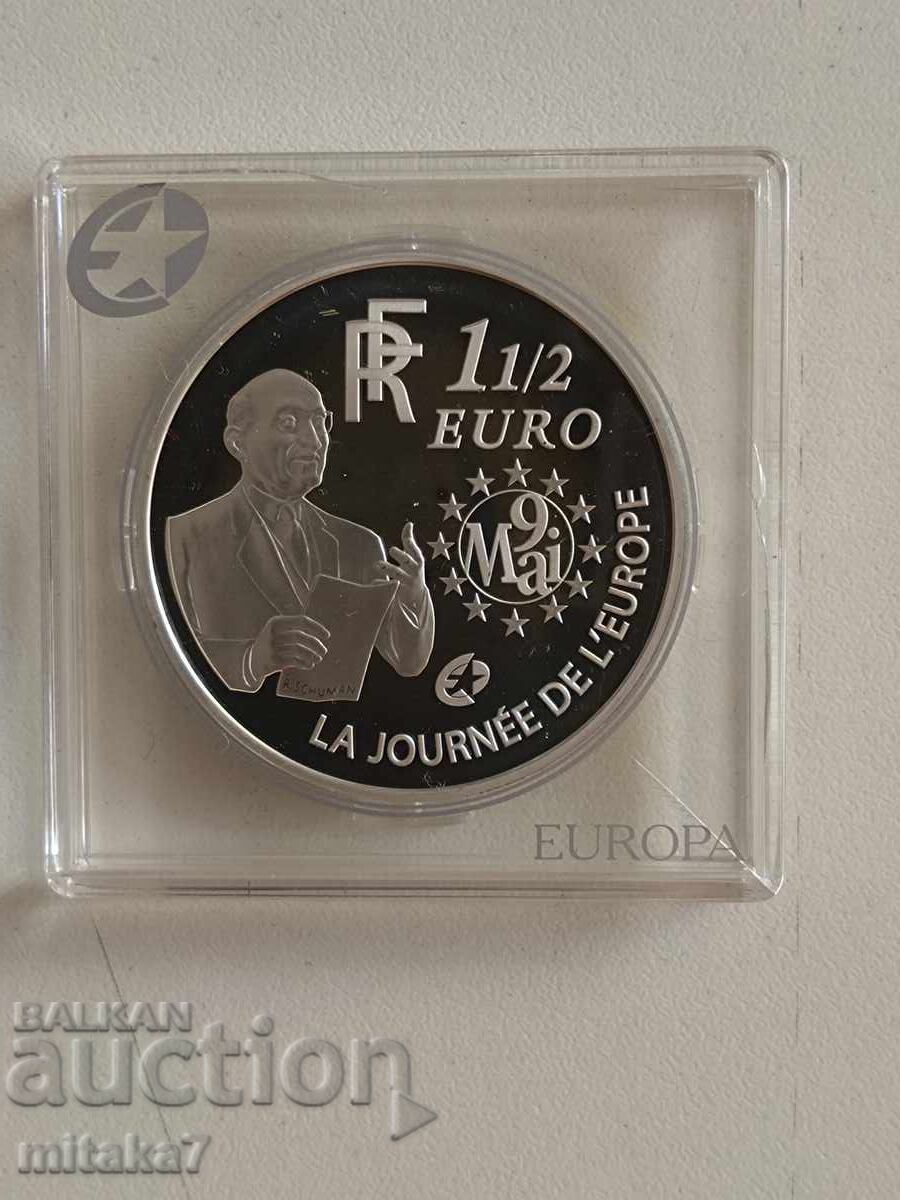 RF
1 1/2
EURO
9
Mai
R.SCHUMAN
LA JOURNÉE DE L'EUROPE
EUROPA
BALKAN
auction
mitaka7